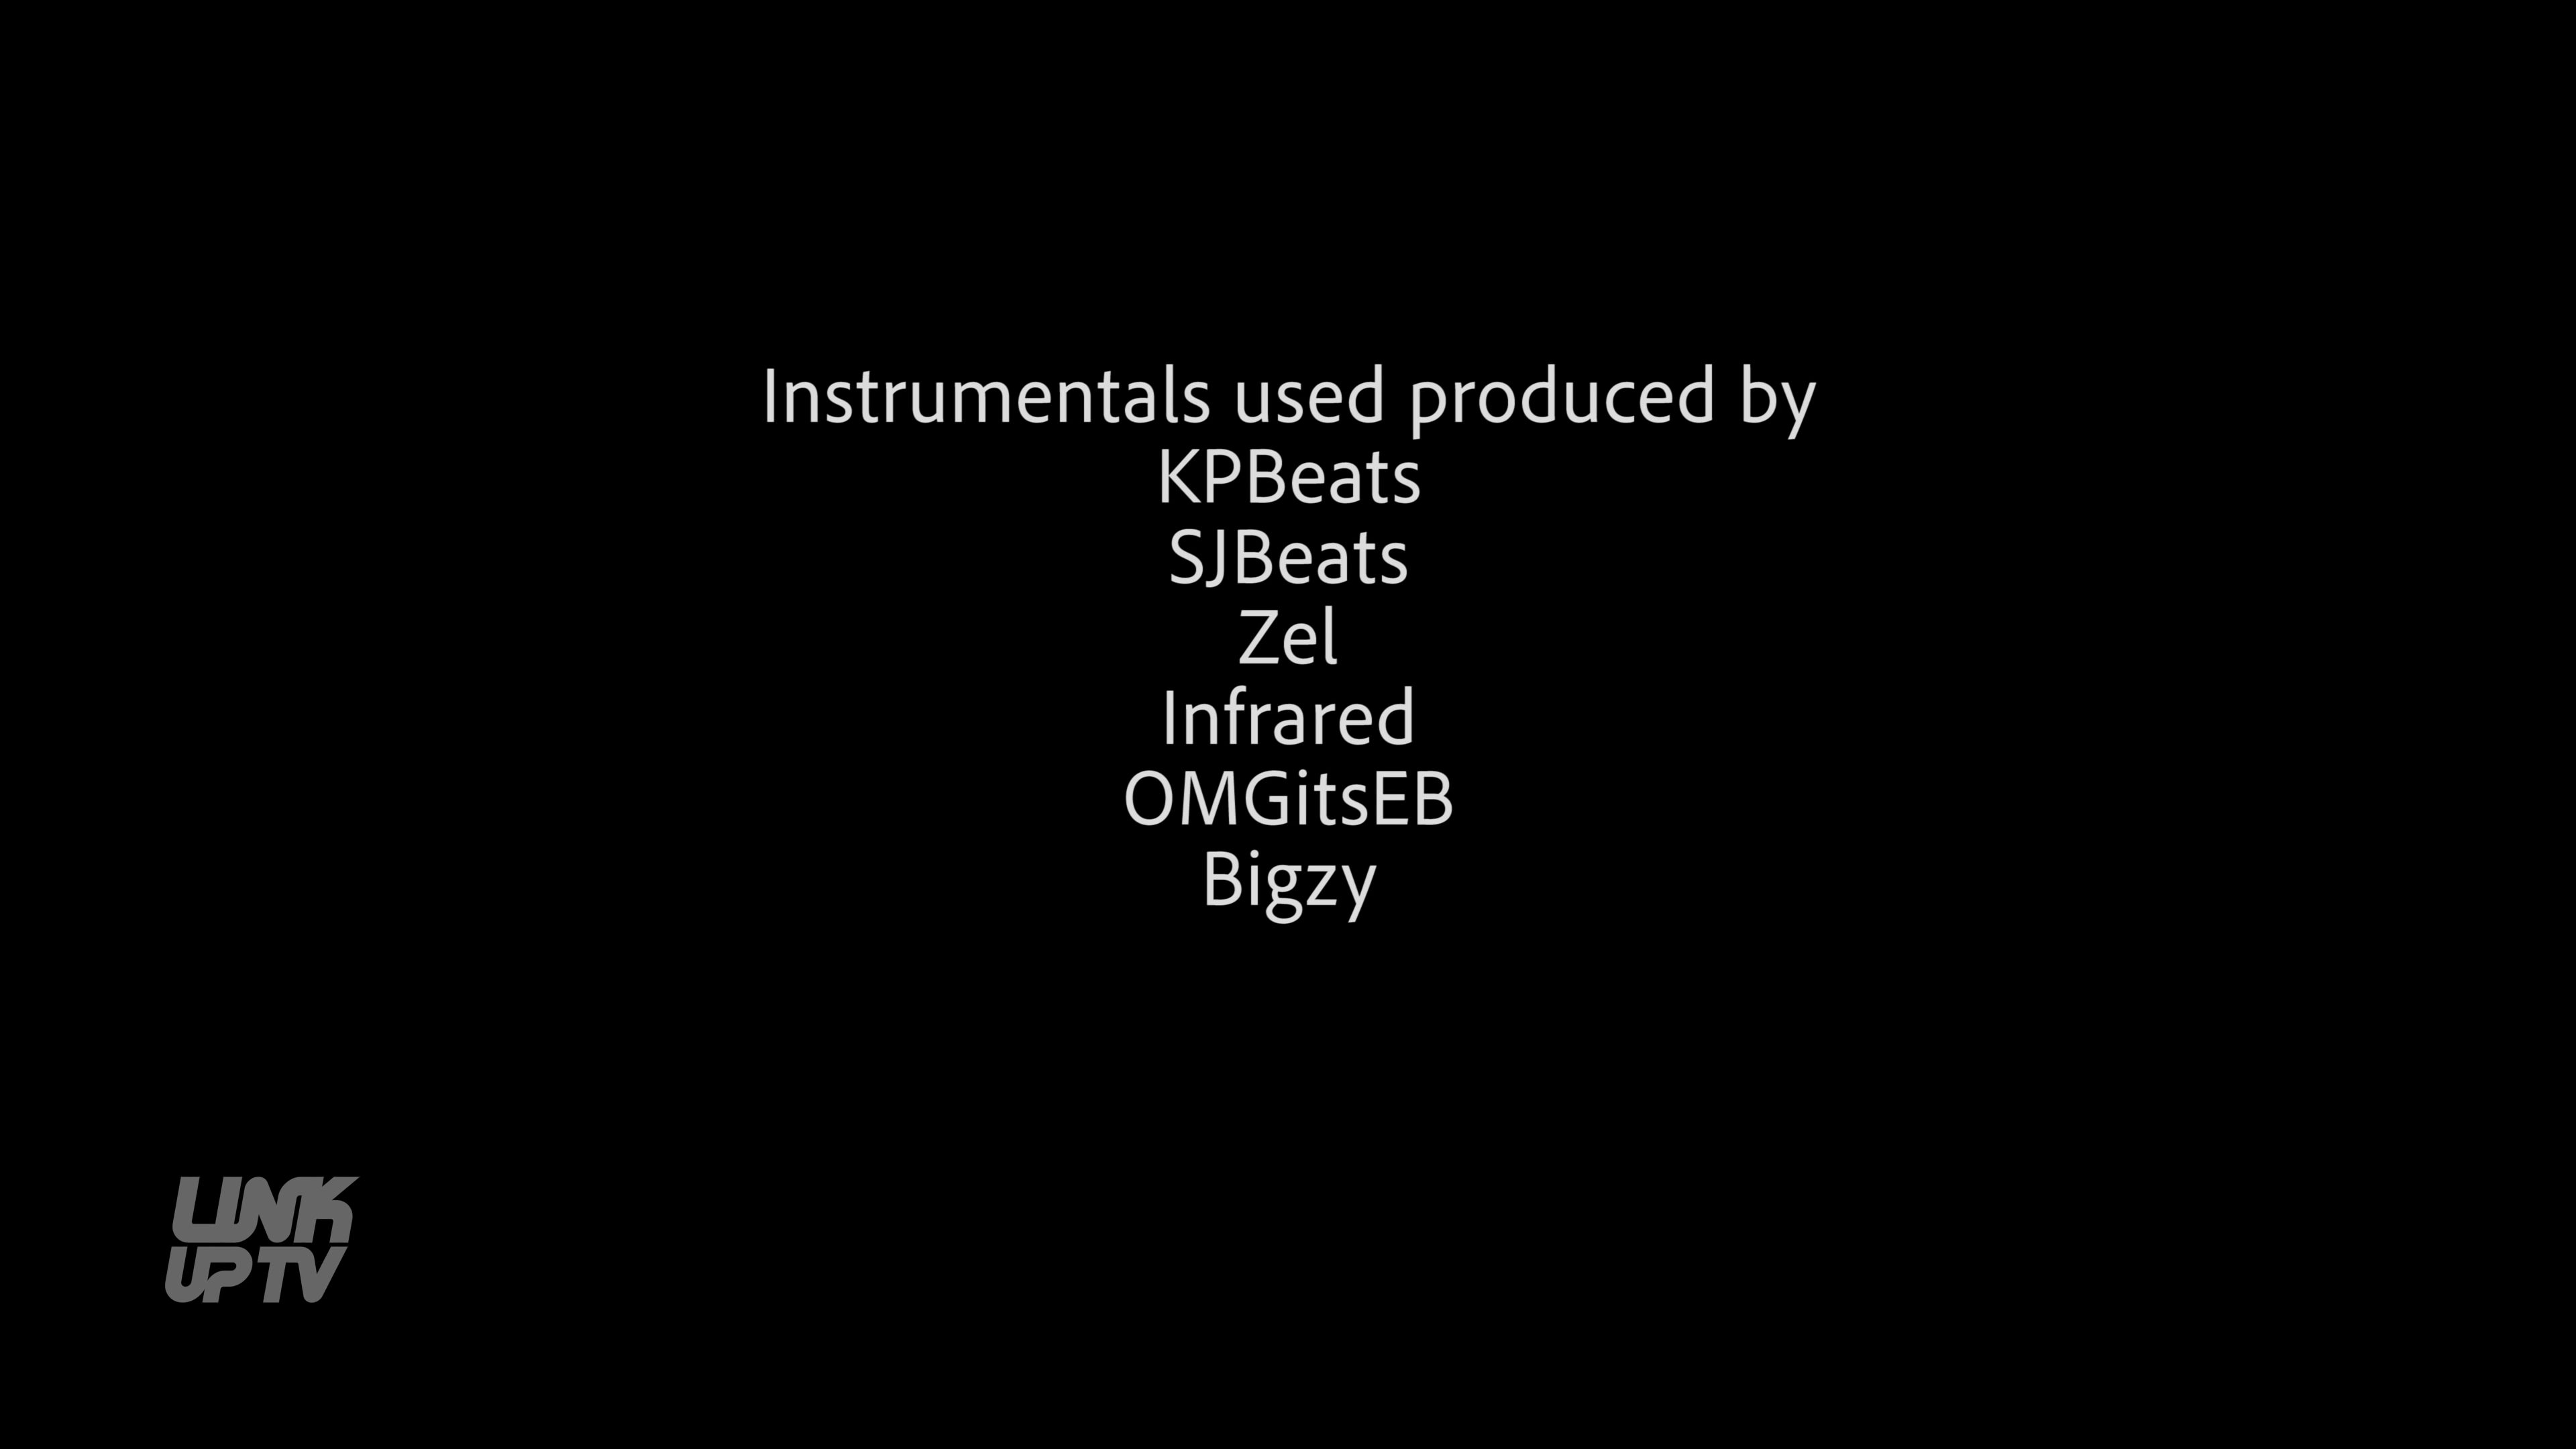 Instrumentals used produced by
KPBeats
SJBeats
Zel
Infrared
OMGitsEB
Bigzy
LINK
UP TV